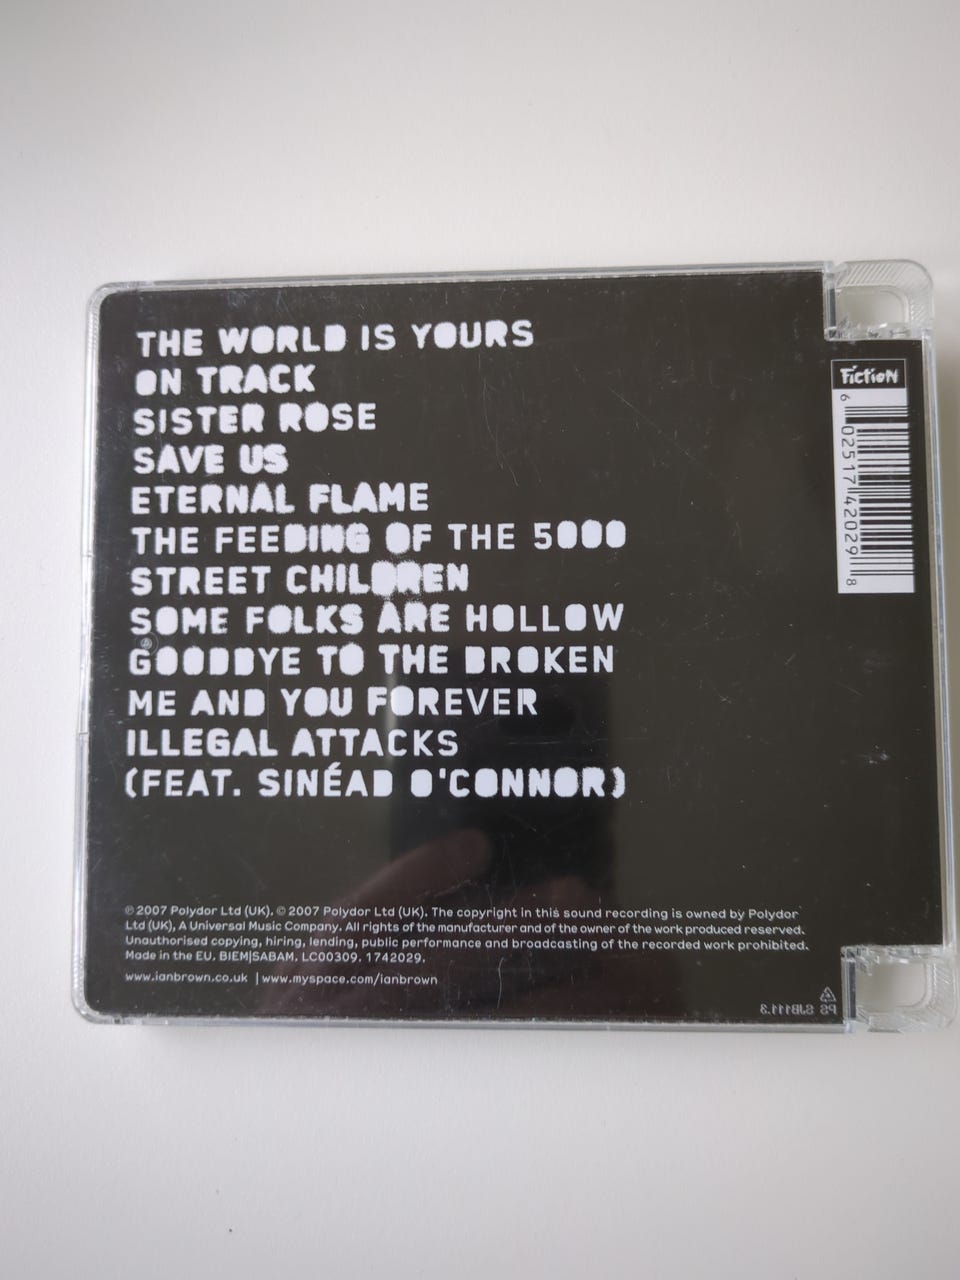 THE WORLD IS YOURS
ON TRACK
SISTER ROSE
SAVE US
ETERNAL FLAME
THE FEEDING OF THE 5000
STREET CHILDREN
SOME FOLKS ARE HOLLOW
GOODBYE TO THE BROKEN
ME AND YOU FOREVER
ILLEGAL ATTACKS
(FEAT. SINÉAD O'CONNOR)
Fiction
6 02517 42029 8
℗ 2007 Polydor Ltd (UK). © 2007 Polydor Ltd (UK). The copyright in this sound recording is owned by Polydor
Ltd (UK), A Universal Music Company. All rights of the manufacturer and of the owner of the work produced reserved.
Unauthorised copying, hiring, lending, public performance and broadcasting of the recorded work prohibited.
Made in the EU. BIEM|SABAM. LC00309. 1742029.
www.ianbrown.co.uk | www.myspace.com/ianbrown
PS SJB111.3